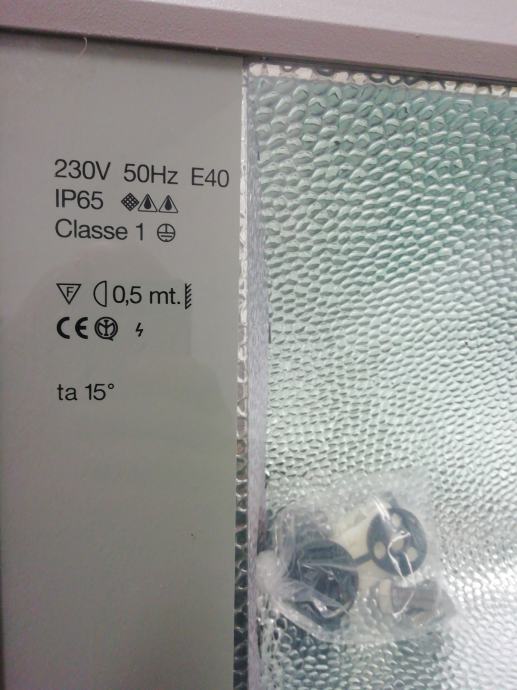 230V 50Hz E40
IP65
Classe 1
F 0,5 mt.
CE
ta 15°